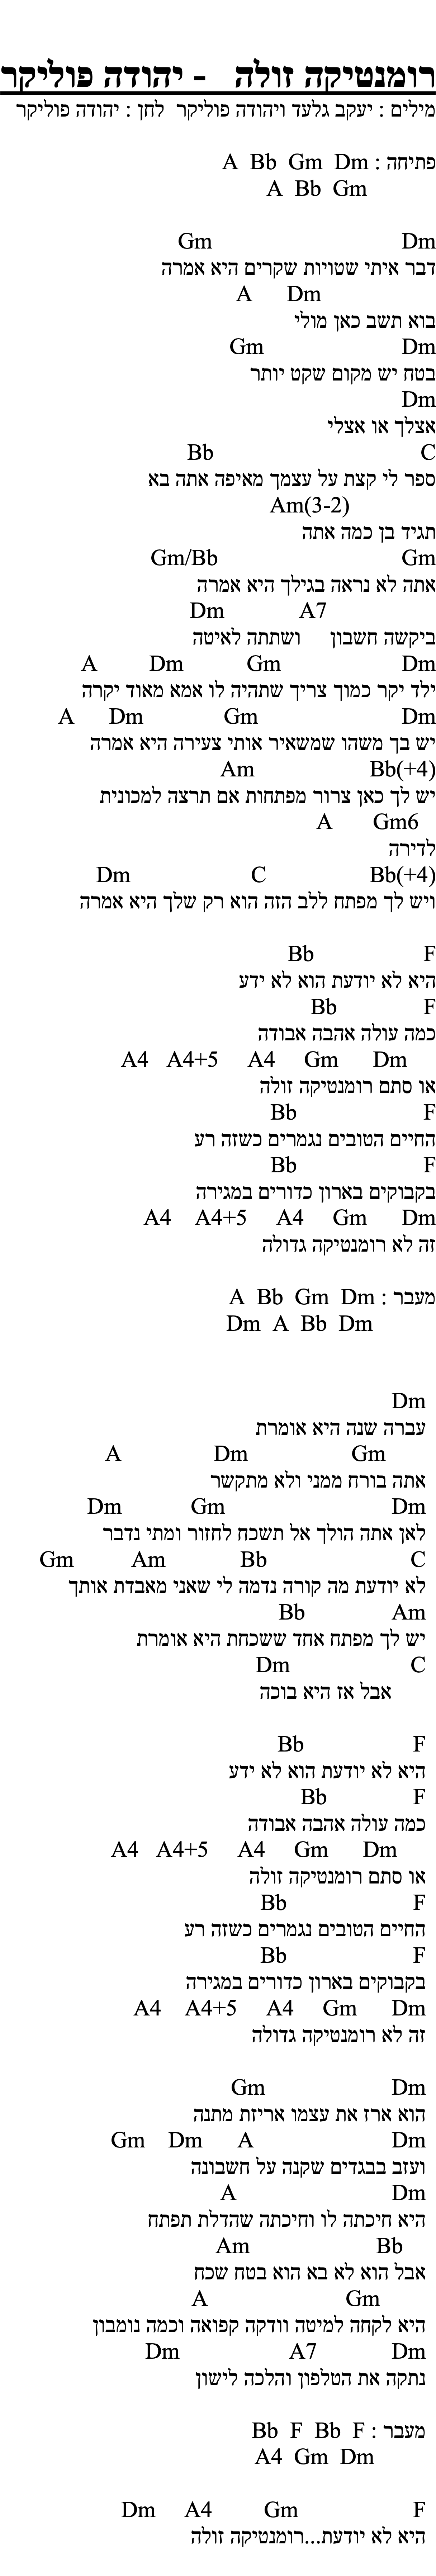 רומנטיקה זולה - יהודה פוליקר
מילים : יעקב גלעד ויהודה פוליקר לחן : יהודה פוליקר
פתיחה : A Bb Gm Dm
A Bb Gm
Gm Dm
דבר איתי שטויות שקרים היא אמרה
A Dm
בוא תשב כאן מולי
Gm Dm
בטח יש מקום שקט יותר
Dm
אצלך או אצלי
Bb C
ספר לי קצת על עצמך מאיפה אתה בא
Am(3-2)
תגיד בן כמה אתה
Gm/Bb Gm
אתה לא נראה בגילך היא אמרה
Dm A7
ביקשה חשבון ושתתה לאיטה
A Dm Gm Dm
ילד יקר כמוך צריך שתהיה לו אמא מאוד יקרה
A Dm Gm Dm
יש בך משהו שמשאיר אותי צעירה היא אמרה
Am Bb(+4)
יש לך כאן צרור מפתחות אם תרצה למכונית
A Gm6
לדירה
Dm C Bb(+4)
ויש לך מפתח ללב הזה הוא רק שלך היא אמרה
Bb F
היא לא יודעת הוא לא ידע
Bb F
כמה עולה אהבה אבודה
A4 A4+5 A4 Gm Dm
או סתם רומנטיקה זולה
Bb F
החיים הטובים נגמרים כשזה רע
Bb F
בקבוקים בארון כדורים במגירה
A4 A4+5 A4 Gm Dm
זה לא רומנטיקה גדולה
מעבר : A Bb Gm Dm
Dm A Bb Dm
Dm
עברה שנה היא אומרת
A Dm Gm
אתה בורח ממני ולא מתקשר
Dm Gm Dm
לאן אתה הולך אל תשכח לחזור ומתי נדבר
Gm Am Bb C
לא יודעת מה קורה נדמה לי שאני מאבדת אותך
Bb Am
יש לך מפתח אחד ששכחת היא אומרת
Dm C
אבל אז היא בוכה
Bb F
היא לא יודעת הוא לא ידע
Bb F
כמה עולה אהבה אבודה
A4 A4+5 A4 Gm Dm
או סתם רומנטיקה זולה
Bb F
החיים הטובים נגמרים כשזה רע
Bb F
בקבוקים בארון כדורים במגירה
A4 A4+5 A4 Gm Dm
זה לא רומנטיקה גדולה
Gm Dm
הוא ארז את עצמו אריזת מתנה
Gm Dm A Dm
ועזב בבגדים שקנה על חשבונה
A Dm
היא חיכתה לו וחיכתה שהדלת תפתח
Am Bb
אבל הוא לא בא הוא בטח שכח
A Gm
היא לקחה למיטה וודקה קפואה וכמה נומבון
Dm A7 Dm
נתקה את הטלפון והלכה לישון
מעבר : Bb F Bb F
A4 Gm Dm
Dm A4 Gm F
היא לא יודעת...רומנטיקה זולה